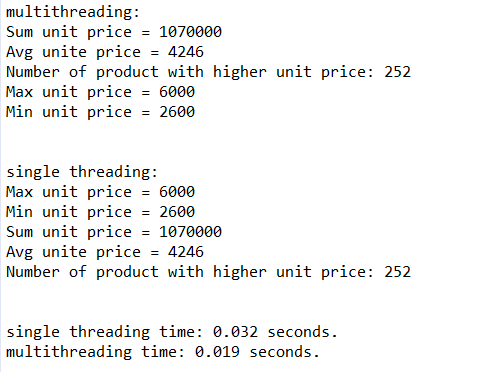 multithreading:
Sum unit price = 1070000
Avg unite price = 4246
Number of product with higher unit price: 252
Max unit price = 6000
Min unit price = 2600
single threading:
Max unit price = 6000
Min unit price = 2600
Sum unit price = 1070000
Avg unite price = 4246
Number of product with higher unit price: 252
single threading time: 0.032 seconds.
multithreading time: 0.019 seconds.